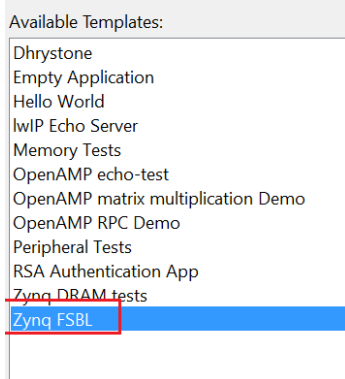 Available Templates:
Dhrystone
Empty Application
Hello World
lwIP Echo Server
Memory Tests
OpenAMP echo-test
OpenAMP matrix multiplication Demo
OpenAMP RPC Demo
Peripheral Tests
RSA Authentication App
Zynq DRAM tests
Zynq FSBL